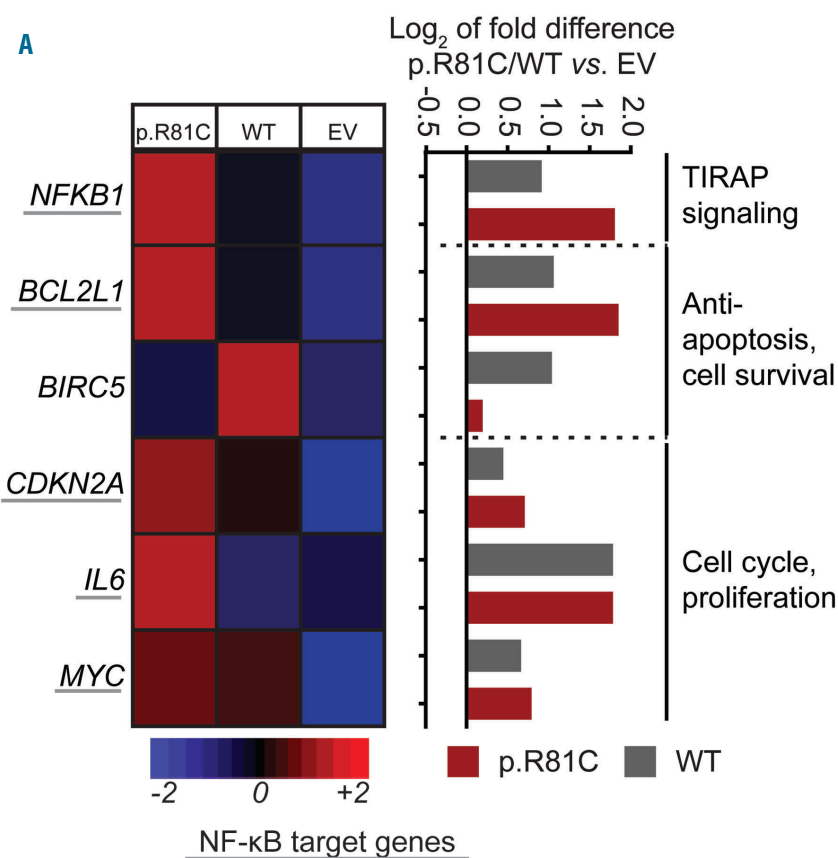 A
Log2 of fold difference
p.R81C/WT vs. EV
-0.5 0.0 0.5 1.0 1.5 2.0
p.R81C WT EV
NFKB1
BCL2L1
BIRC5
CDKN2A
IL6
MYC
TIRAP
signaling
Anti-
apoptosis,
cell survival
Cell cycle,
proliferation
-2 0 +2
p.R81C WT
NF-κB target genes